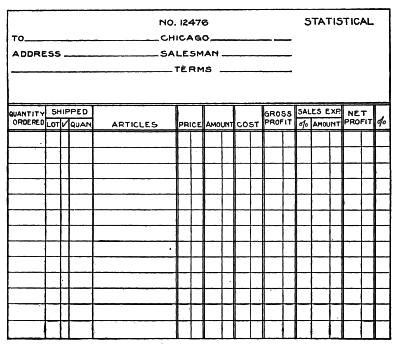 NO. 12476 STATISTICAL
TO CHICAGO
ADDRESS SALESMAN
TERMS
QUANTITY ORDERED SHIPPED LOT ✓ QUAN. ARTICLES PRICE AMOUNT COST GROSS PROFIT SALES EXP. % AMOUNT NET PROFIT %